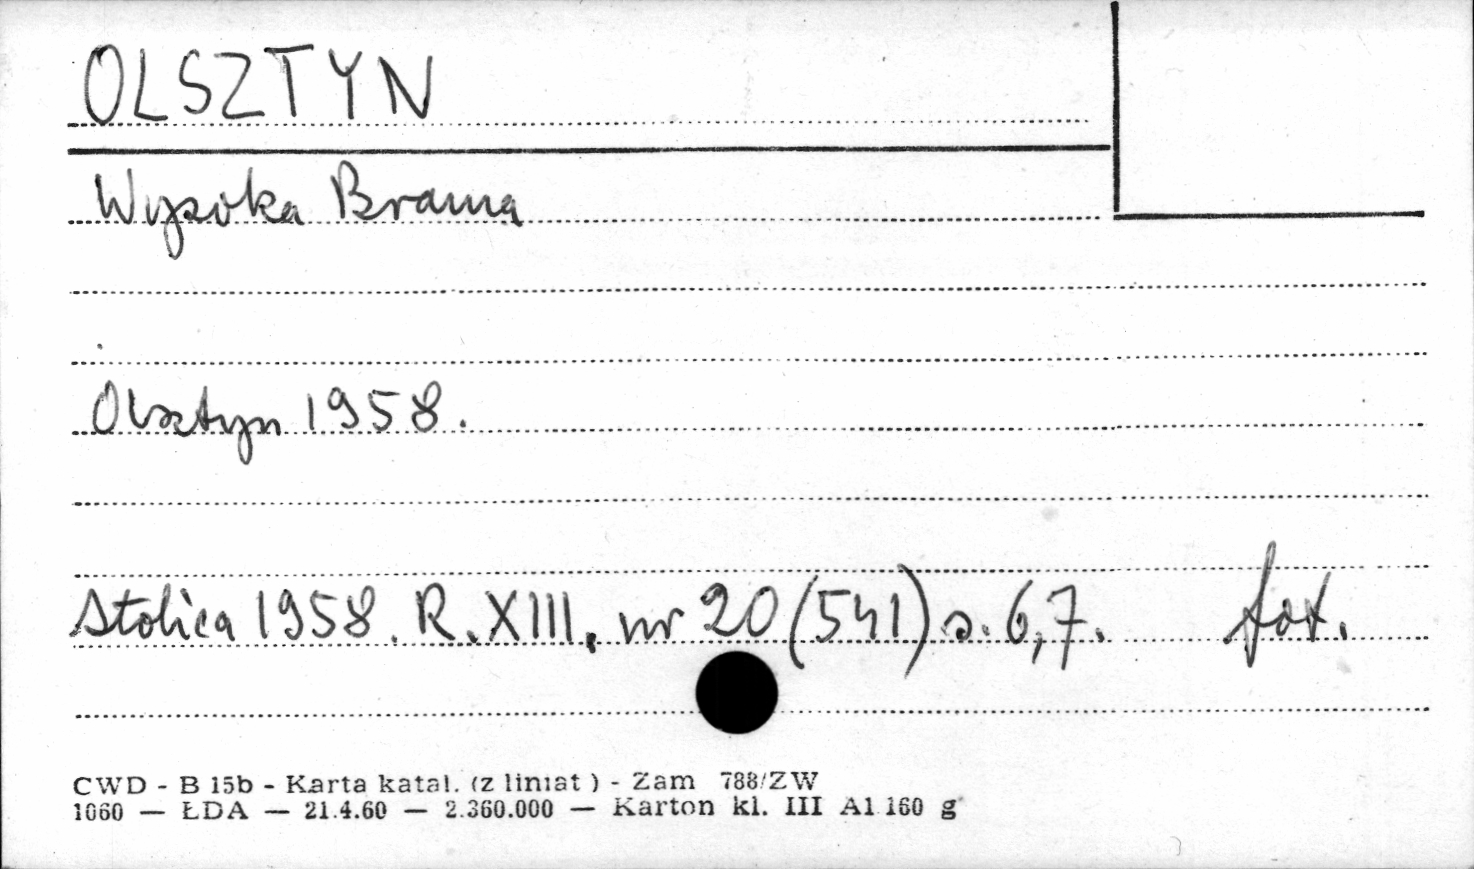 OLSZTYN
Wysoka Brama
Olsztyn 1958.
Stolica 1958. R. XIII, nr 20 (541) s. 6,7. fot.
CWD - B 15b - Karta katal. (z liniat ) - Zam 788/ZW
1060 — ŁDA — 21.4.60 — 2.360.000 — Karton kl. III A1 160 g